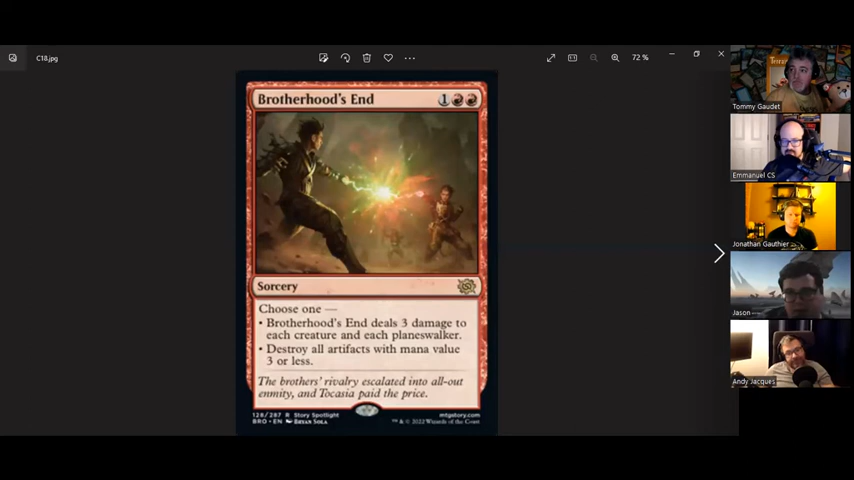 C18.jpg
72 %
Brotherhood's End 1
Sorcery
Choose one —
• Brotherhood's End deals 3 damage to
each creature and each planeswalker.
• Destroy all artifacts with mana value
3 or less.
The brothers' rivalry escalated into all-out
enmity, and Tocasia paid the price.
128/287 R Story Spotlight
mtgstory.com
BRO • EN Bryan Sola
™ & © 2022 Wizards of the Coast
Tommy Gaudet
Emmanuel CS
Jonathan Gauthier
Jason
Andy Jacques